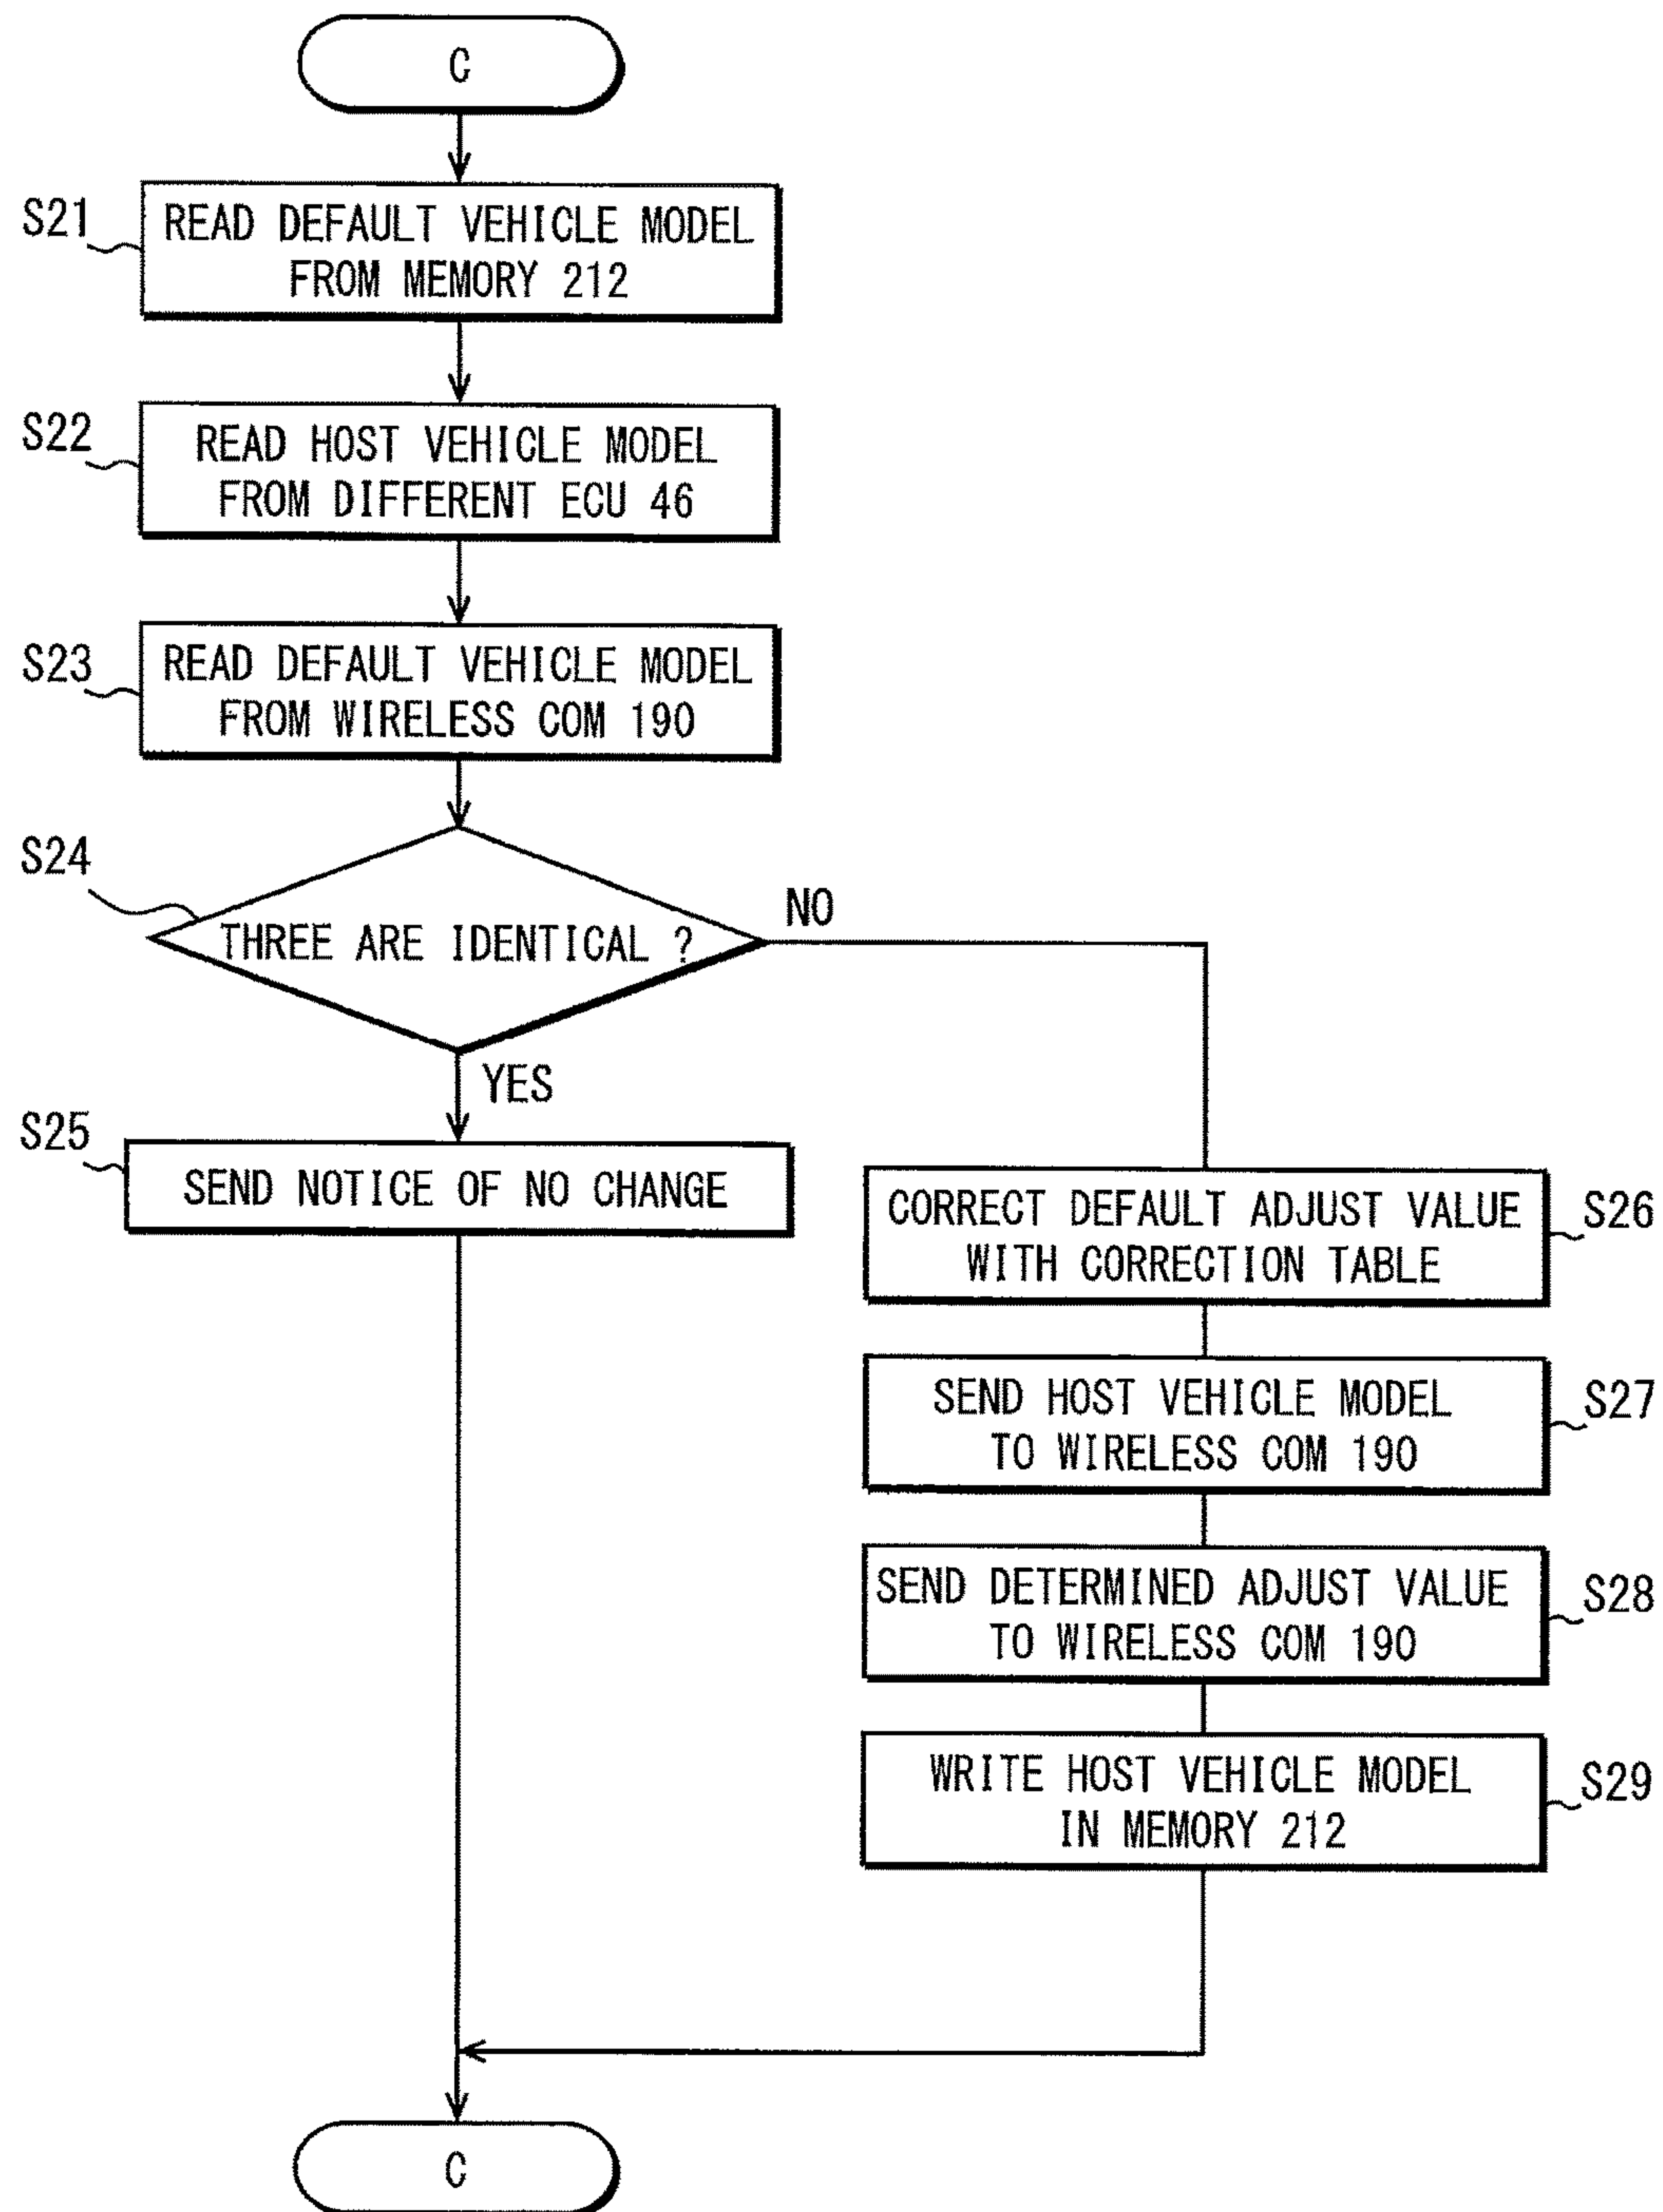 C
S21
READ DEFAULT VEHICLE MODEL
FROM MEMORY 212
S22
READ HOST VEHICLE MODEL
FROM DIFFERENT ECU 46
S23
READ DEFAULT VEHICLE MODEL
FROM WIRELESS COM 190
S24
THREE ARE IDENTICAL ?
NO
YES
S25
SEND NOTICE OF NO CHANGE
CORRECT DEFAULT ADJUST VALUE
WITH CORRECTION TABLE
S26
SEND HOST VEHICLE MODEL
TO WIRELESS COM 190
S27
SEND DETERMINED ADJUST VALUE
TO WIRELESS COM 190
S28
WRITE HOST VEHICLE MODEL
IN MEMORY 212
S29
C